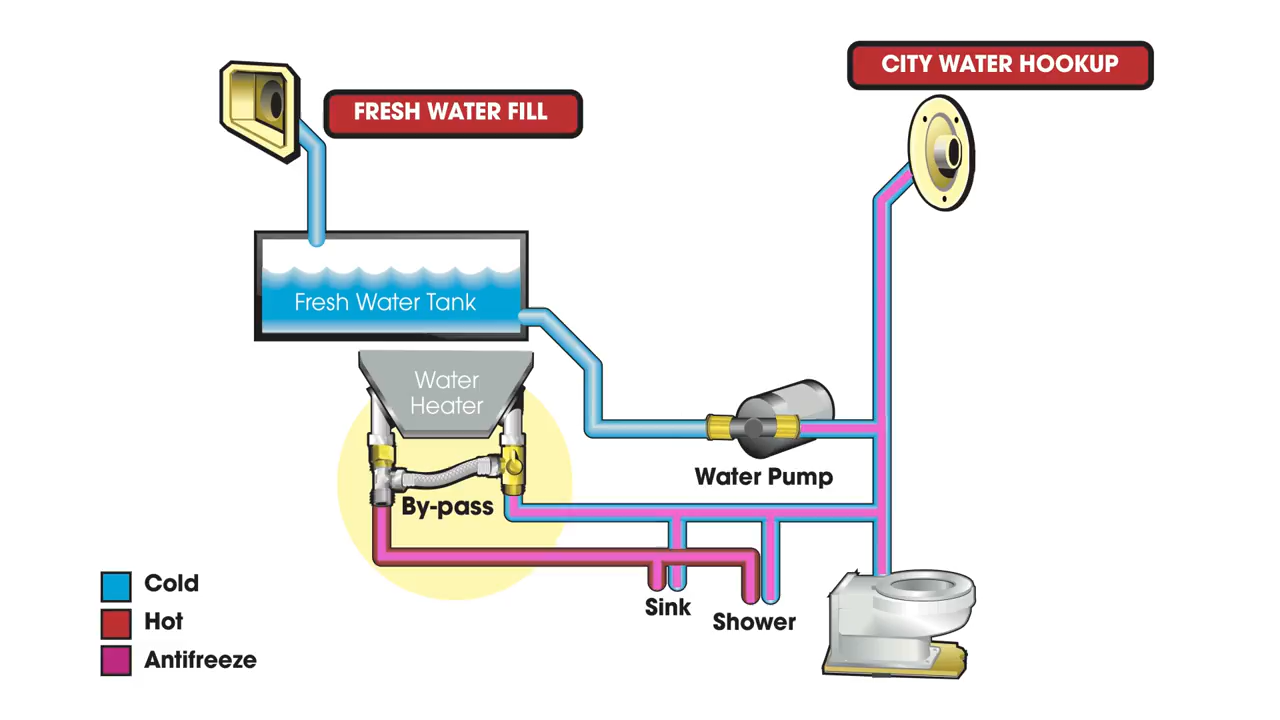 CITY WATER HOOKUP
FRESH WATER FILL
Fresh Water Tank
Water
Heater
Water Pump
By-pass
Cold
Hot
Antifreeze
Sink
Shower